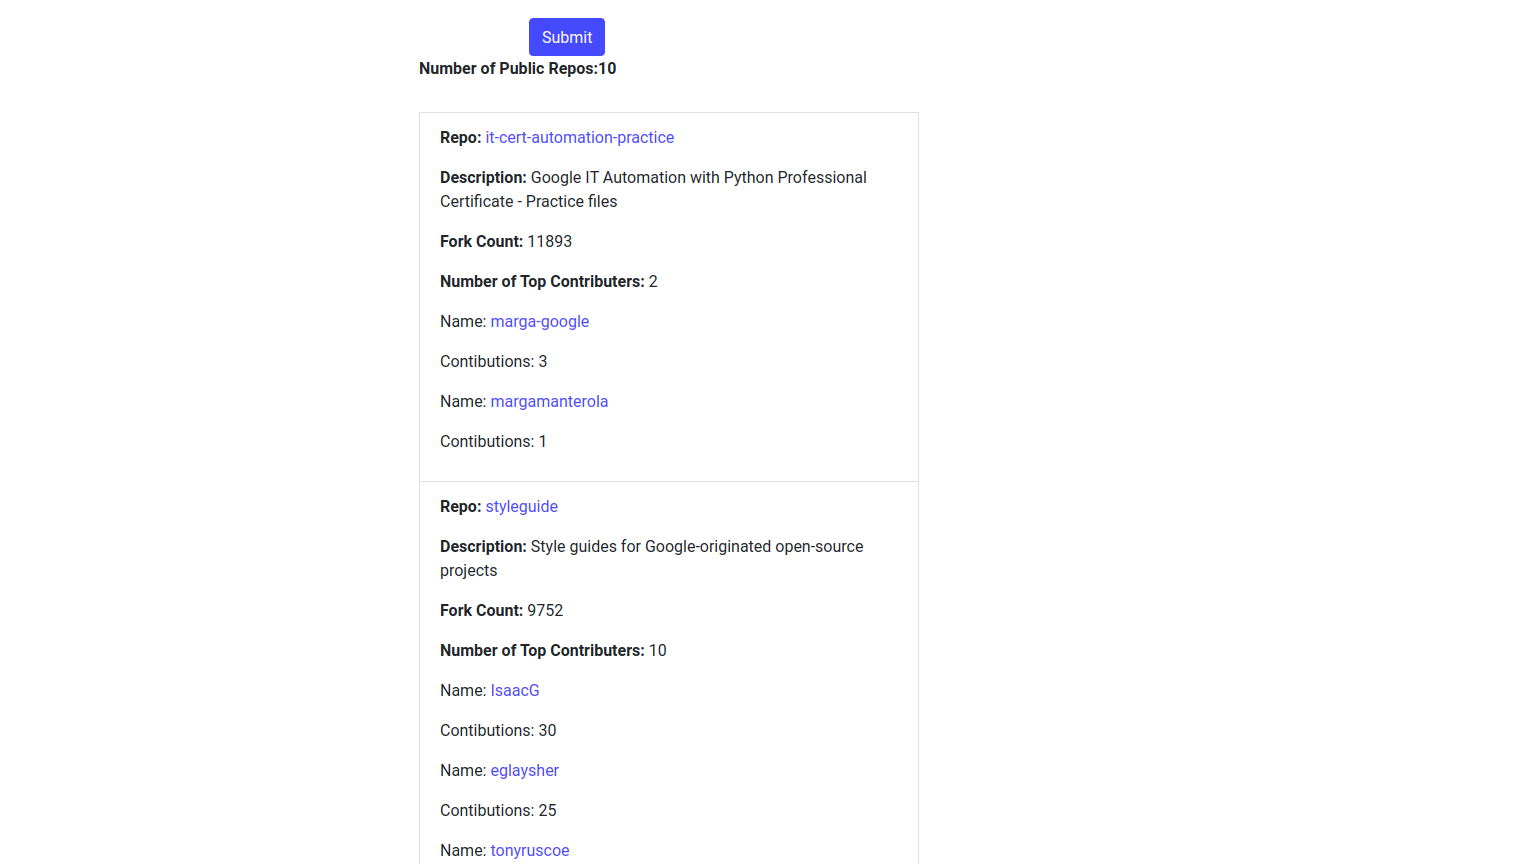 Submit
Number of Public Repos:10
Repo: it-cert-automation-practice
Description: Google IT Automation with Python Professional
Certificate - Practice files
Fork Count: 11893
Number of Top Contributers: 2
Name: marga-google
Contibutions: 3
Name: margamanterola
Contibutions: 1
Repo: styleguide
Description: Style guides for Google-originated open-source
projects
Fork Count: 9752
Number of Top Contributers: 10
Name: IsaacG
Contibutions: 30
Name: eglaysher
Contibutions: 25
Name: tonyruscoe